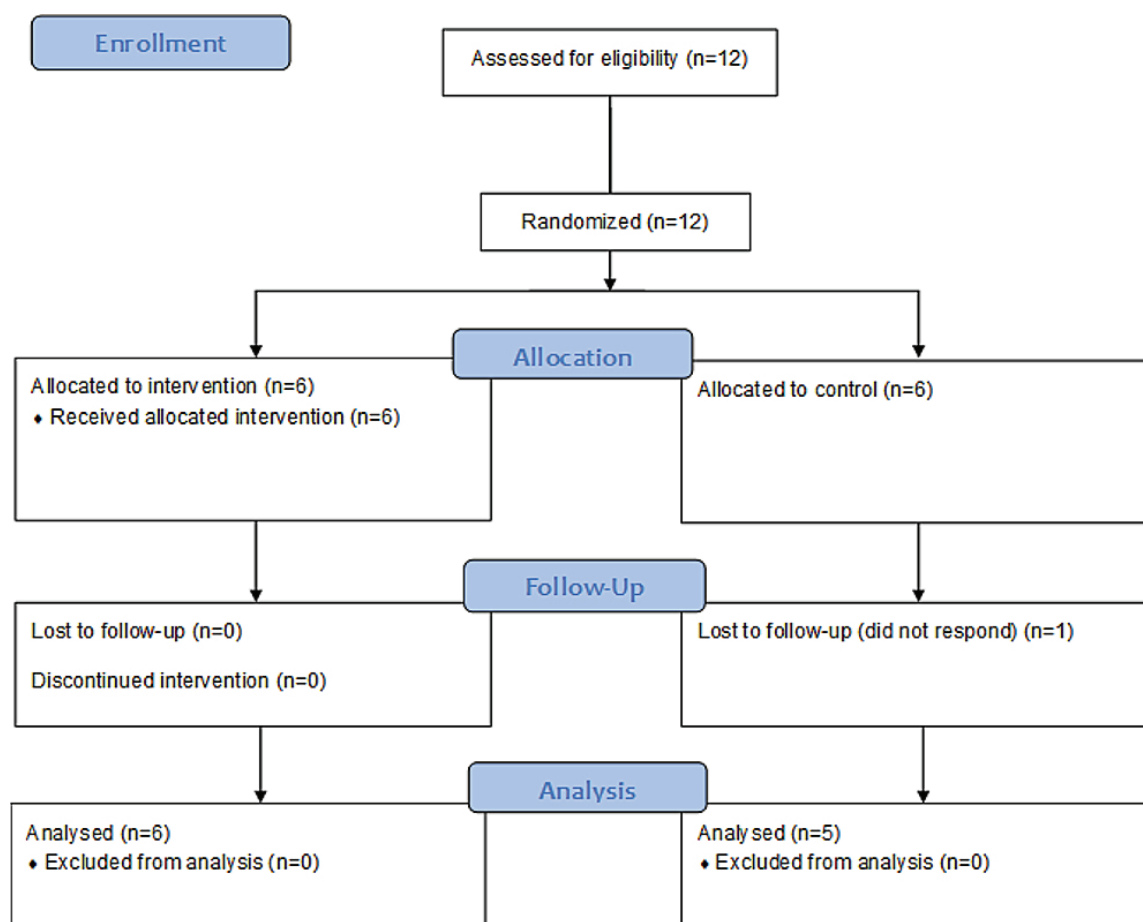 Enrollment
Assessed for eligibility (n=12)
Randomized (n=12)
Allocation
Allocated to intervention (n=6)
♦ Received allocated intervention (n=6)
Allocated to control (n=6)
Follow-Up
Lost to follow-up (n=0)
Discontinued intervention (n=0)
Lost to follow-up (did not respond) (n=1)
Analysis
Analysed (n=6)
♦ Excluded from analysis (n=0)
Analysed (n=5)
♦ Excluded from analysis (n=0)